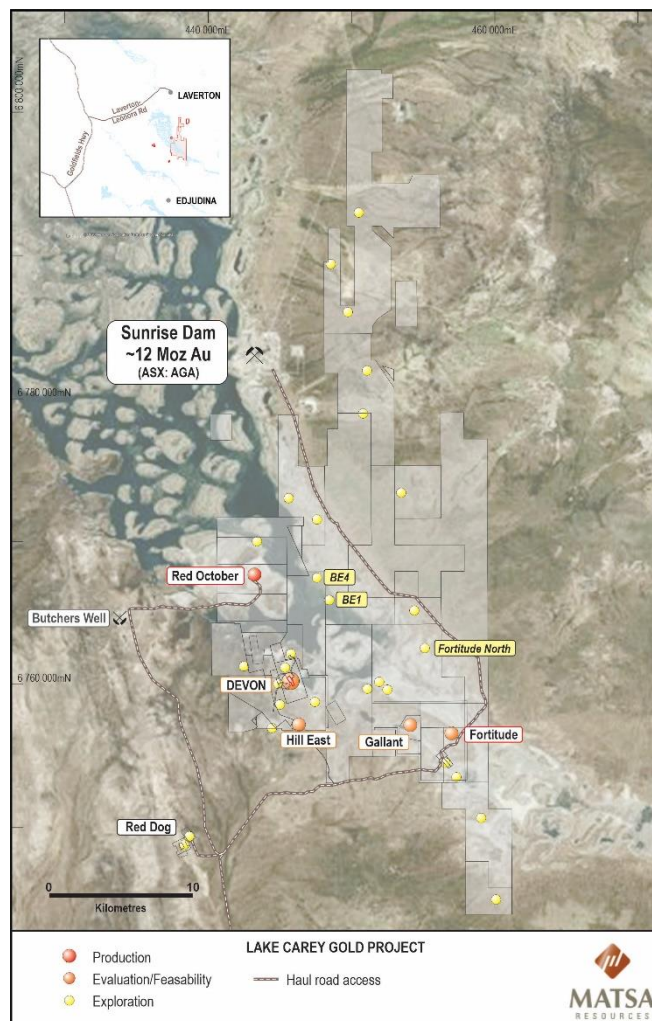 440 000mE
460 000mE
6 800 000mN
LAVERTON
Laverton-
Leonora Rd
Goldfields Hwy
EDJUDINA
Sunrise Dam
~12 Moz Au
(ASX: AGA)
6 780 000mN
Red October
BE4
BE1
Butchers Well
Fortitude North
6 760 000mN
DEVON
Hill East
Gallant
Fortitude
Red Dog
0
10
Kilometres
LAKE CAREY GOLD PROJECT
Production
Evaluation/Feasability
Exploration
Haul road access
MATSA
RESOURCES